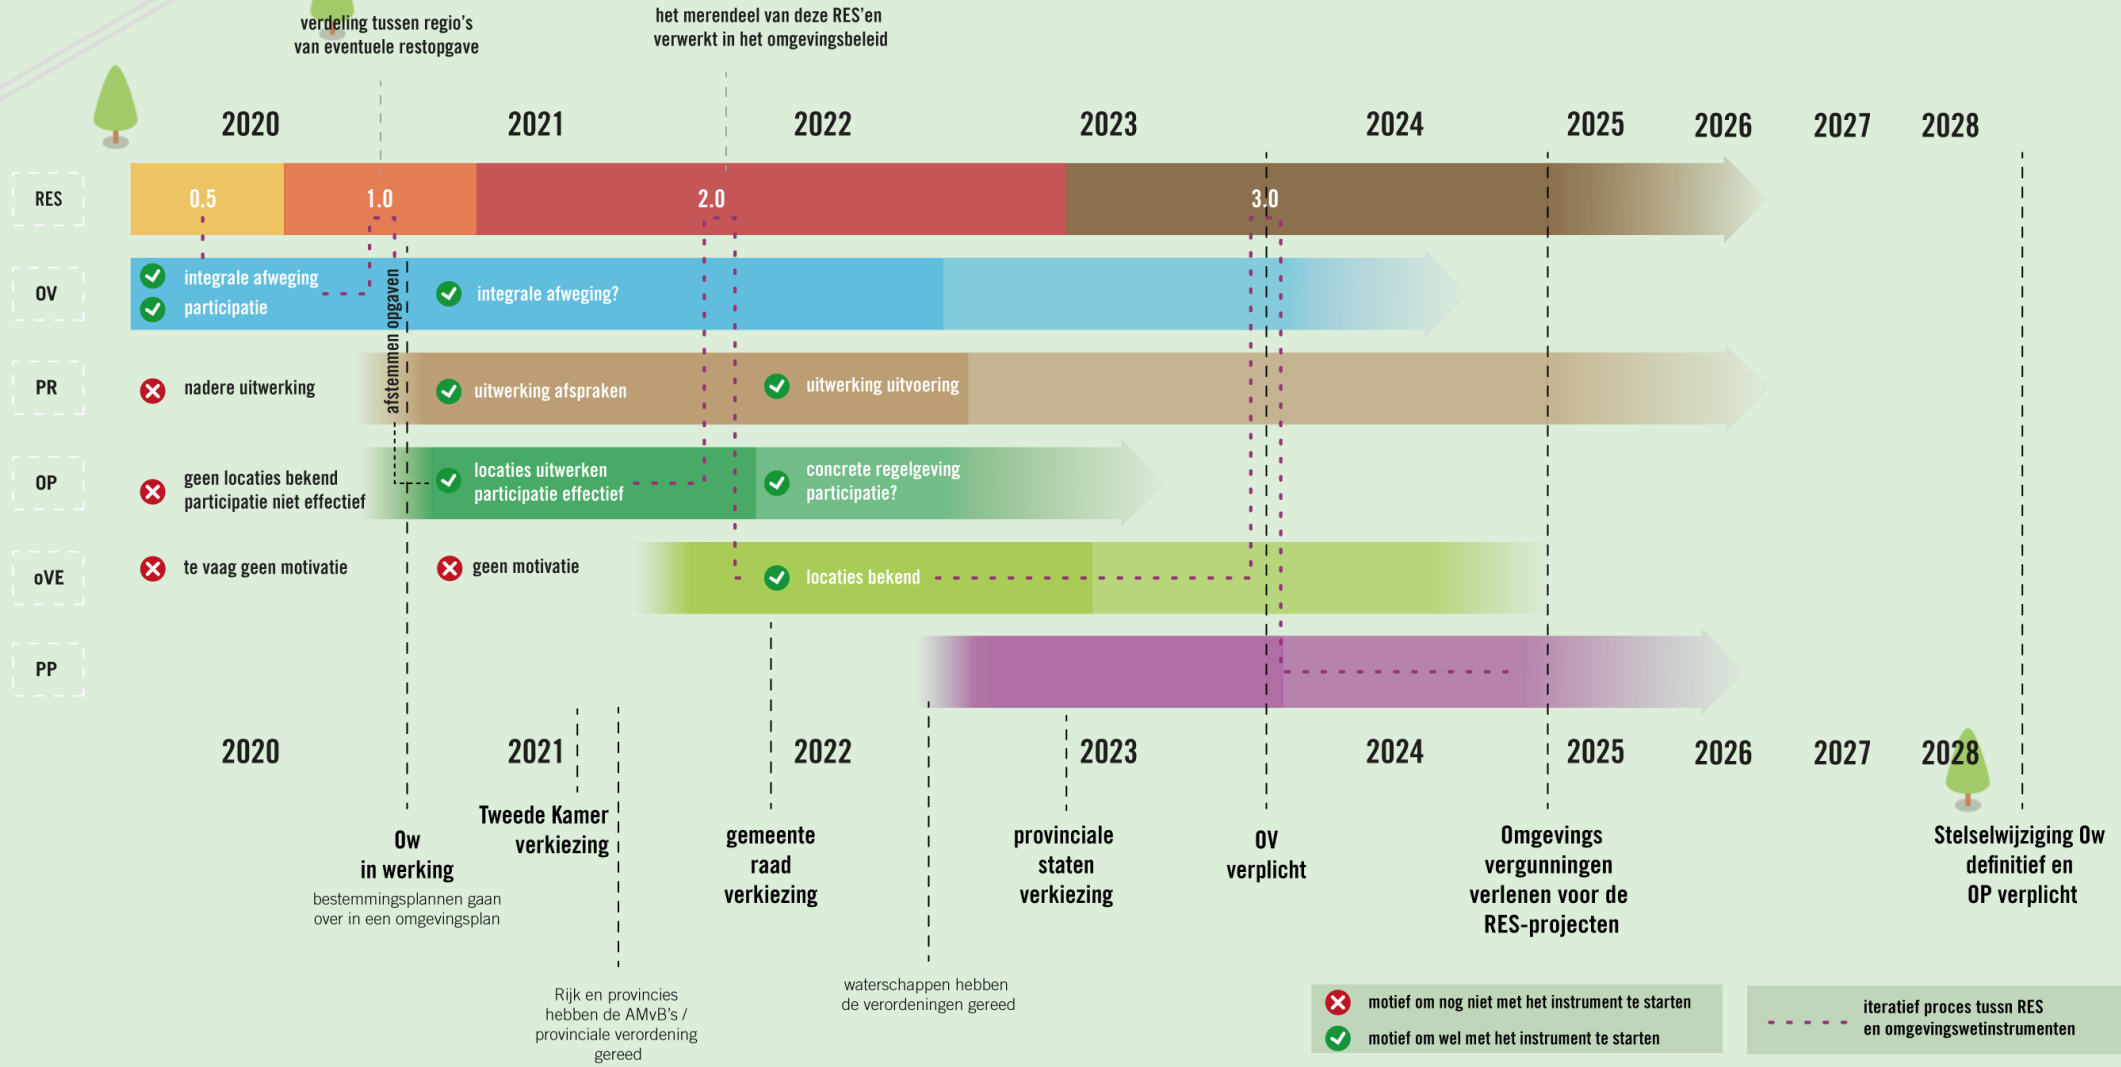 verdeling tussen regio's
van eventuele restopgave
het merendeel van deze RES'en
verwerkt in het omgevingsbeleid
2020 2021 2022 2023 2024 2025 2026 2027 2028
RES
0.5 1.0 2.0 3.0
OV
integrale afweging
participatie
afstemmen opgaven
integrale afweging?
PR
nadere uitwerking
uitwerking afspraken
uitwerking uitvoering
OP
geen locaties bekend
participatie niet effectief
locaties uitwerken
participatie effectief
concrete regelgeving
participatie?
oVE
te vaag geen motivatie
geen motivatie
locaties bekend
PP
2020 2021 2022 2023 2024 2025 2026 2027 2028
Ow
in werking
bestemmingsplannen gaan
over in een omgevingsplan
Tweede Kamer
verkiezing
Rijk en provincies
hebben de AMvB's /
provinciale verordening
gereed
gemeente
raad
verkiezing
waterschappen hebben
de verordeningen gereed
provinciale
staten
verkiezing
OV
verplicht
Omgevings
vergunningen
verlenen voor de
RES-projecten
Stelselwijziging Ow
definitief en
OP verplicht
motief om nog niet met het instrument te starten
motief om wel met het instrument te starten
iteratief proces tussn RES
en omgevingswetinstrumenten